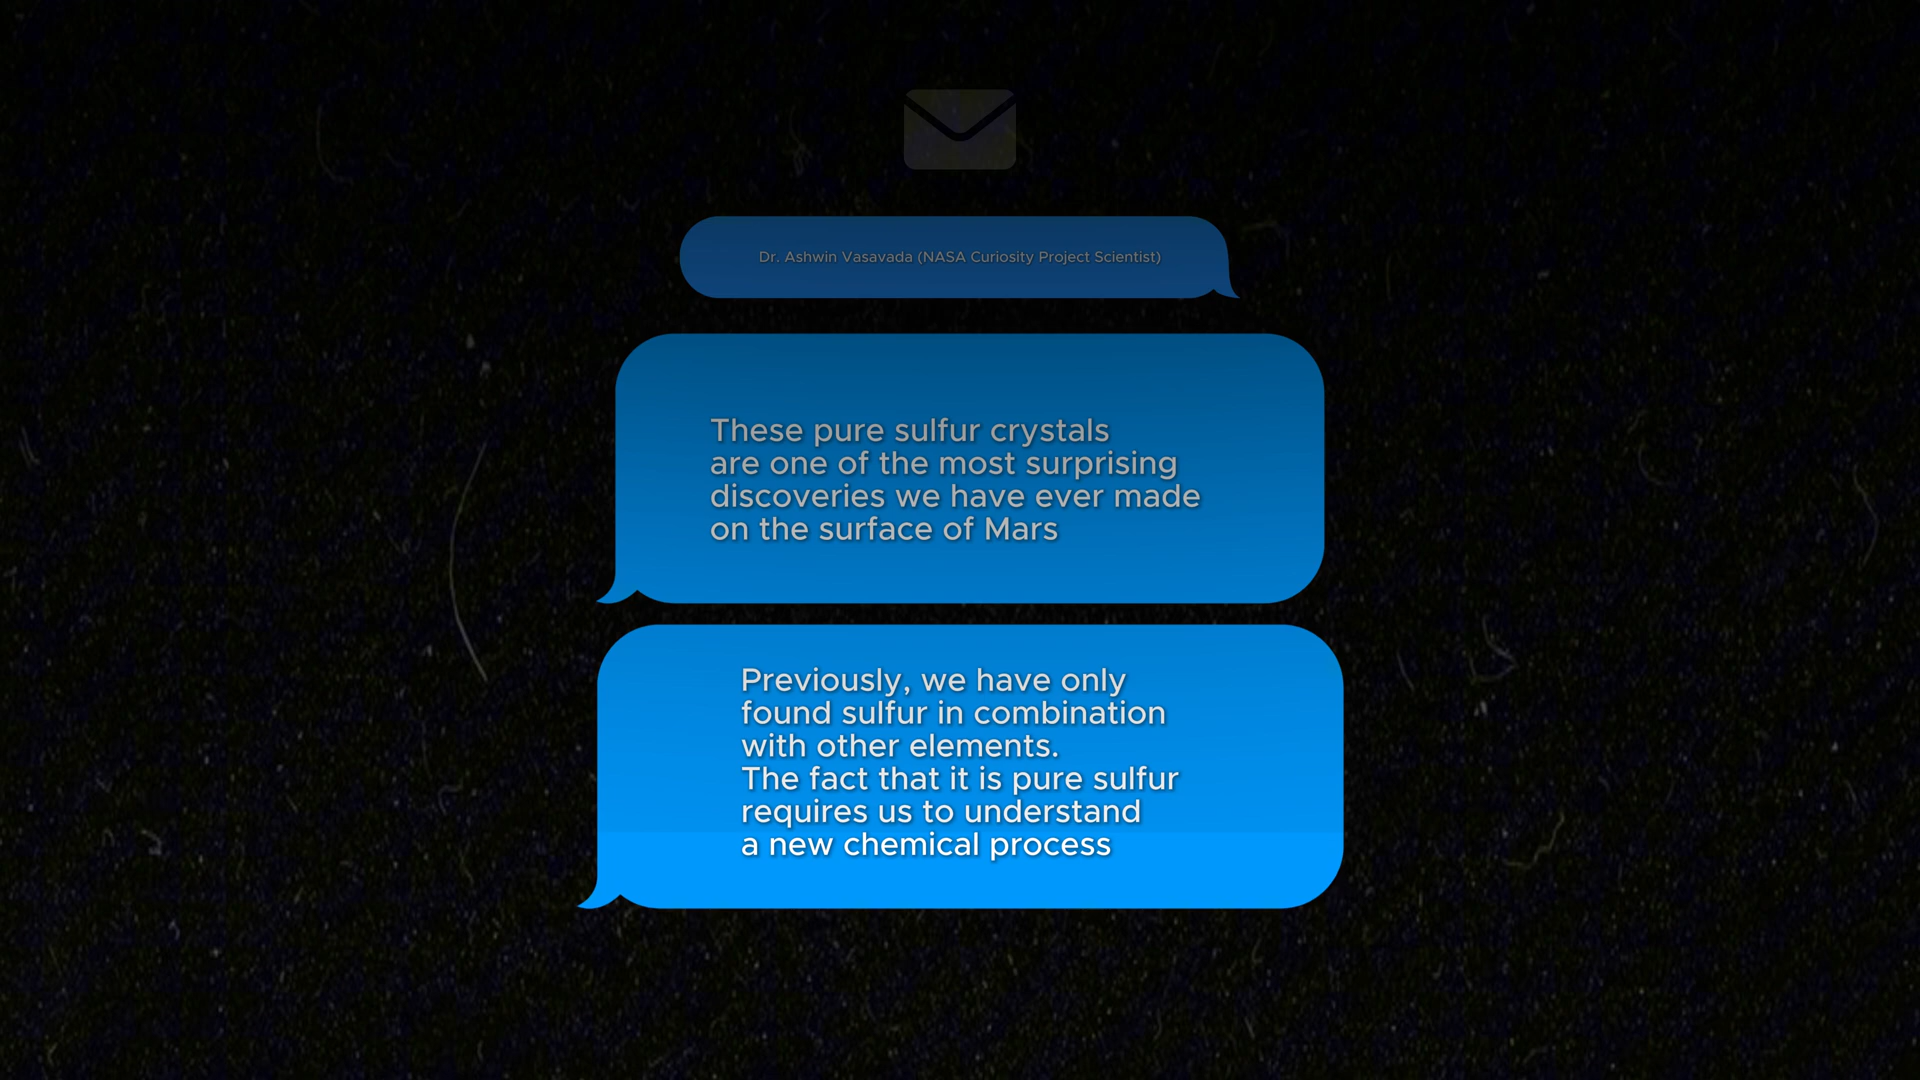 Dr. Ashwin Vasavada (NASA Curiosity Project Scientist)
These pure sulfur crystals
are one of the most surprising
discoveries we have ever made
on the surface of Mars
Previously, we have only
found sulfur in combination
with other elements.
The fact that it is pure sulfur
requires us to understand
a new chemical process